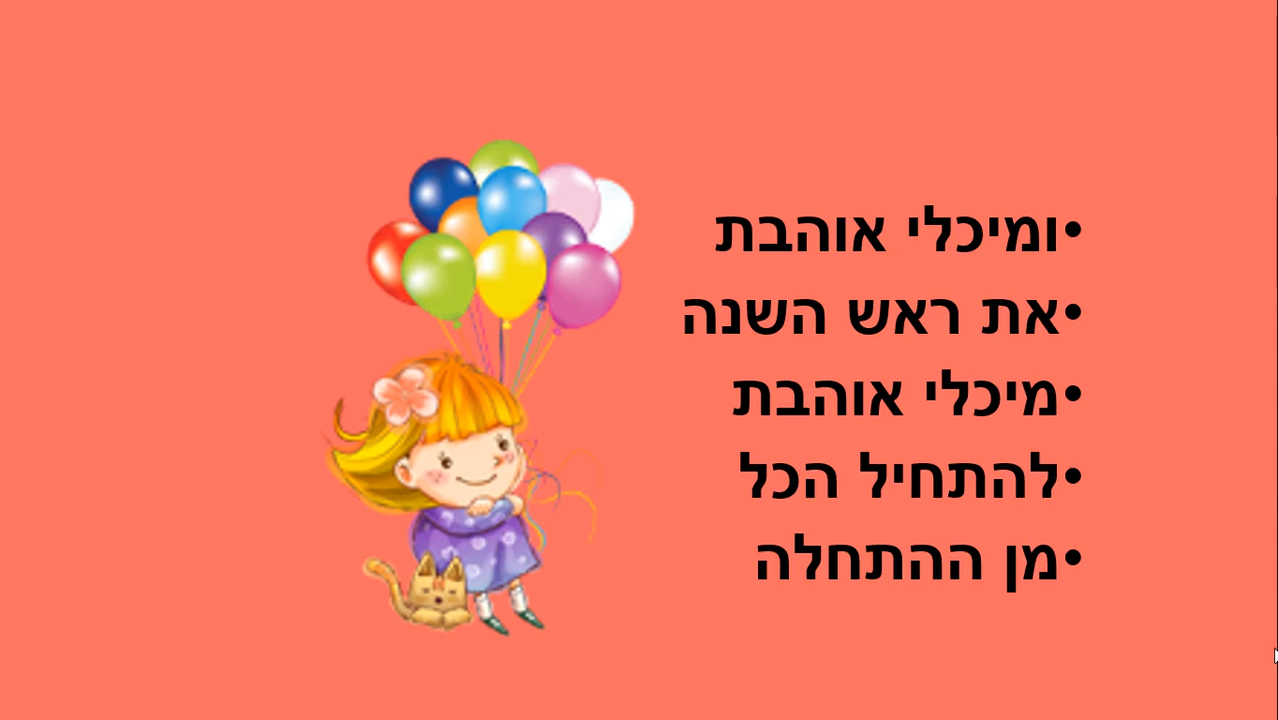 •ומיכלי אוהבת
•את ראש השנה
•מיכלי אוהבת
•להתחיל הכל
•מן ההתחלה